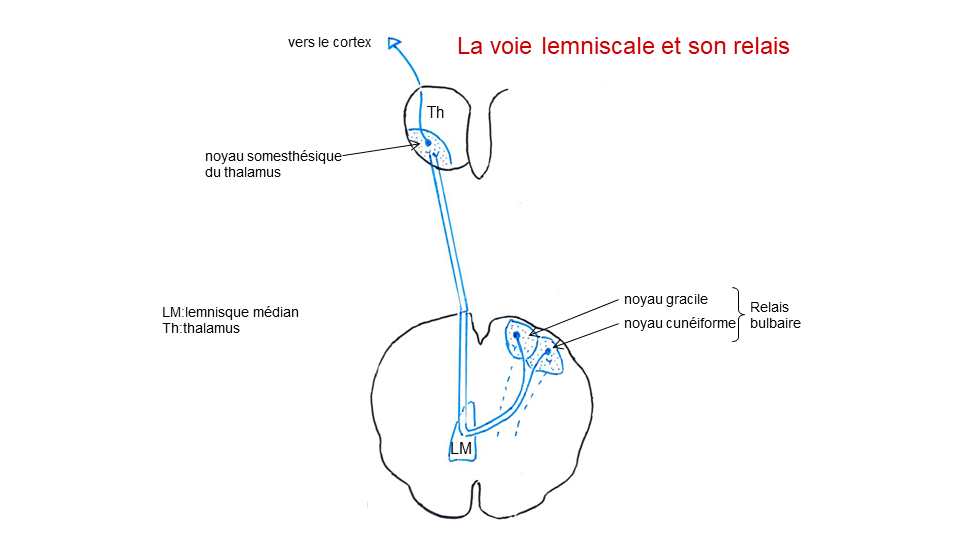 vers le cortex
La voie lemniscale et son relais
Th
noyau somesthésique
du thalamus
LM:lemnisque médian
Th:thalamus
noyau gracile
noyau cunéiforme
Relais
bulbaire
LM